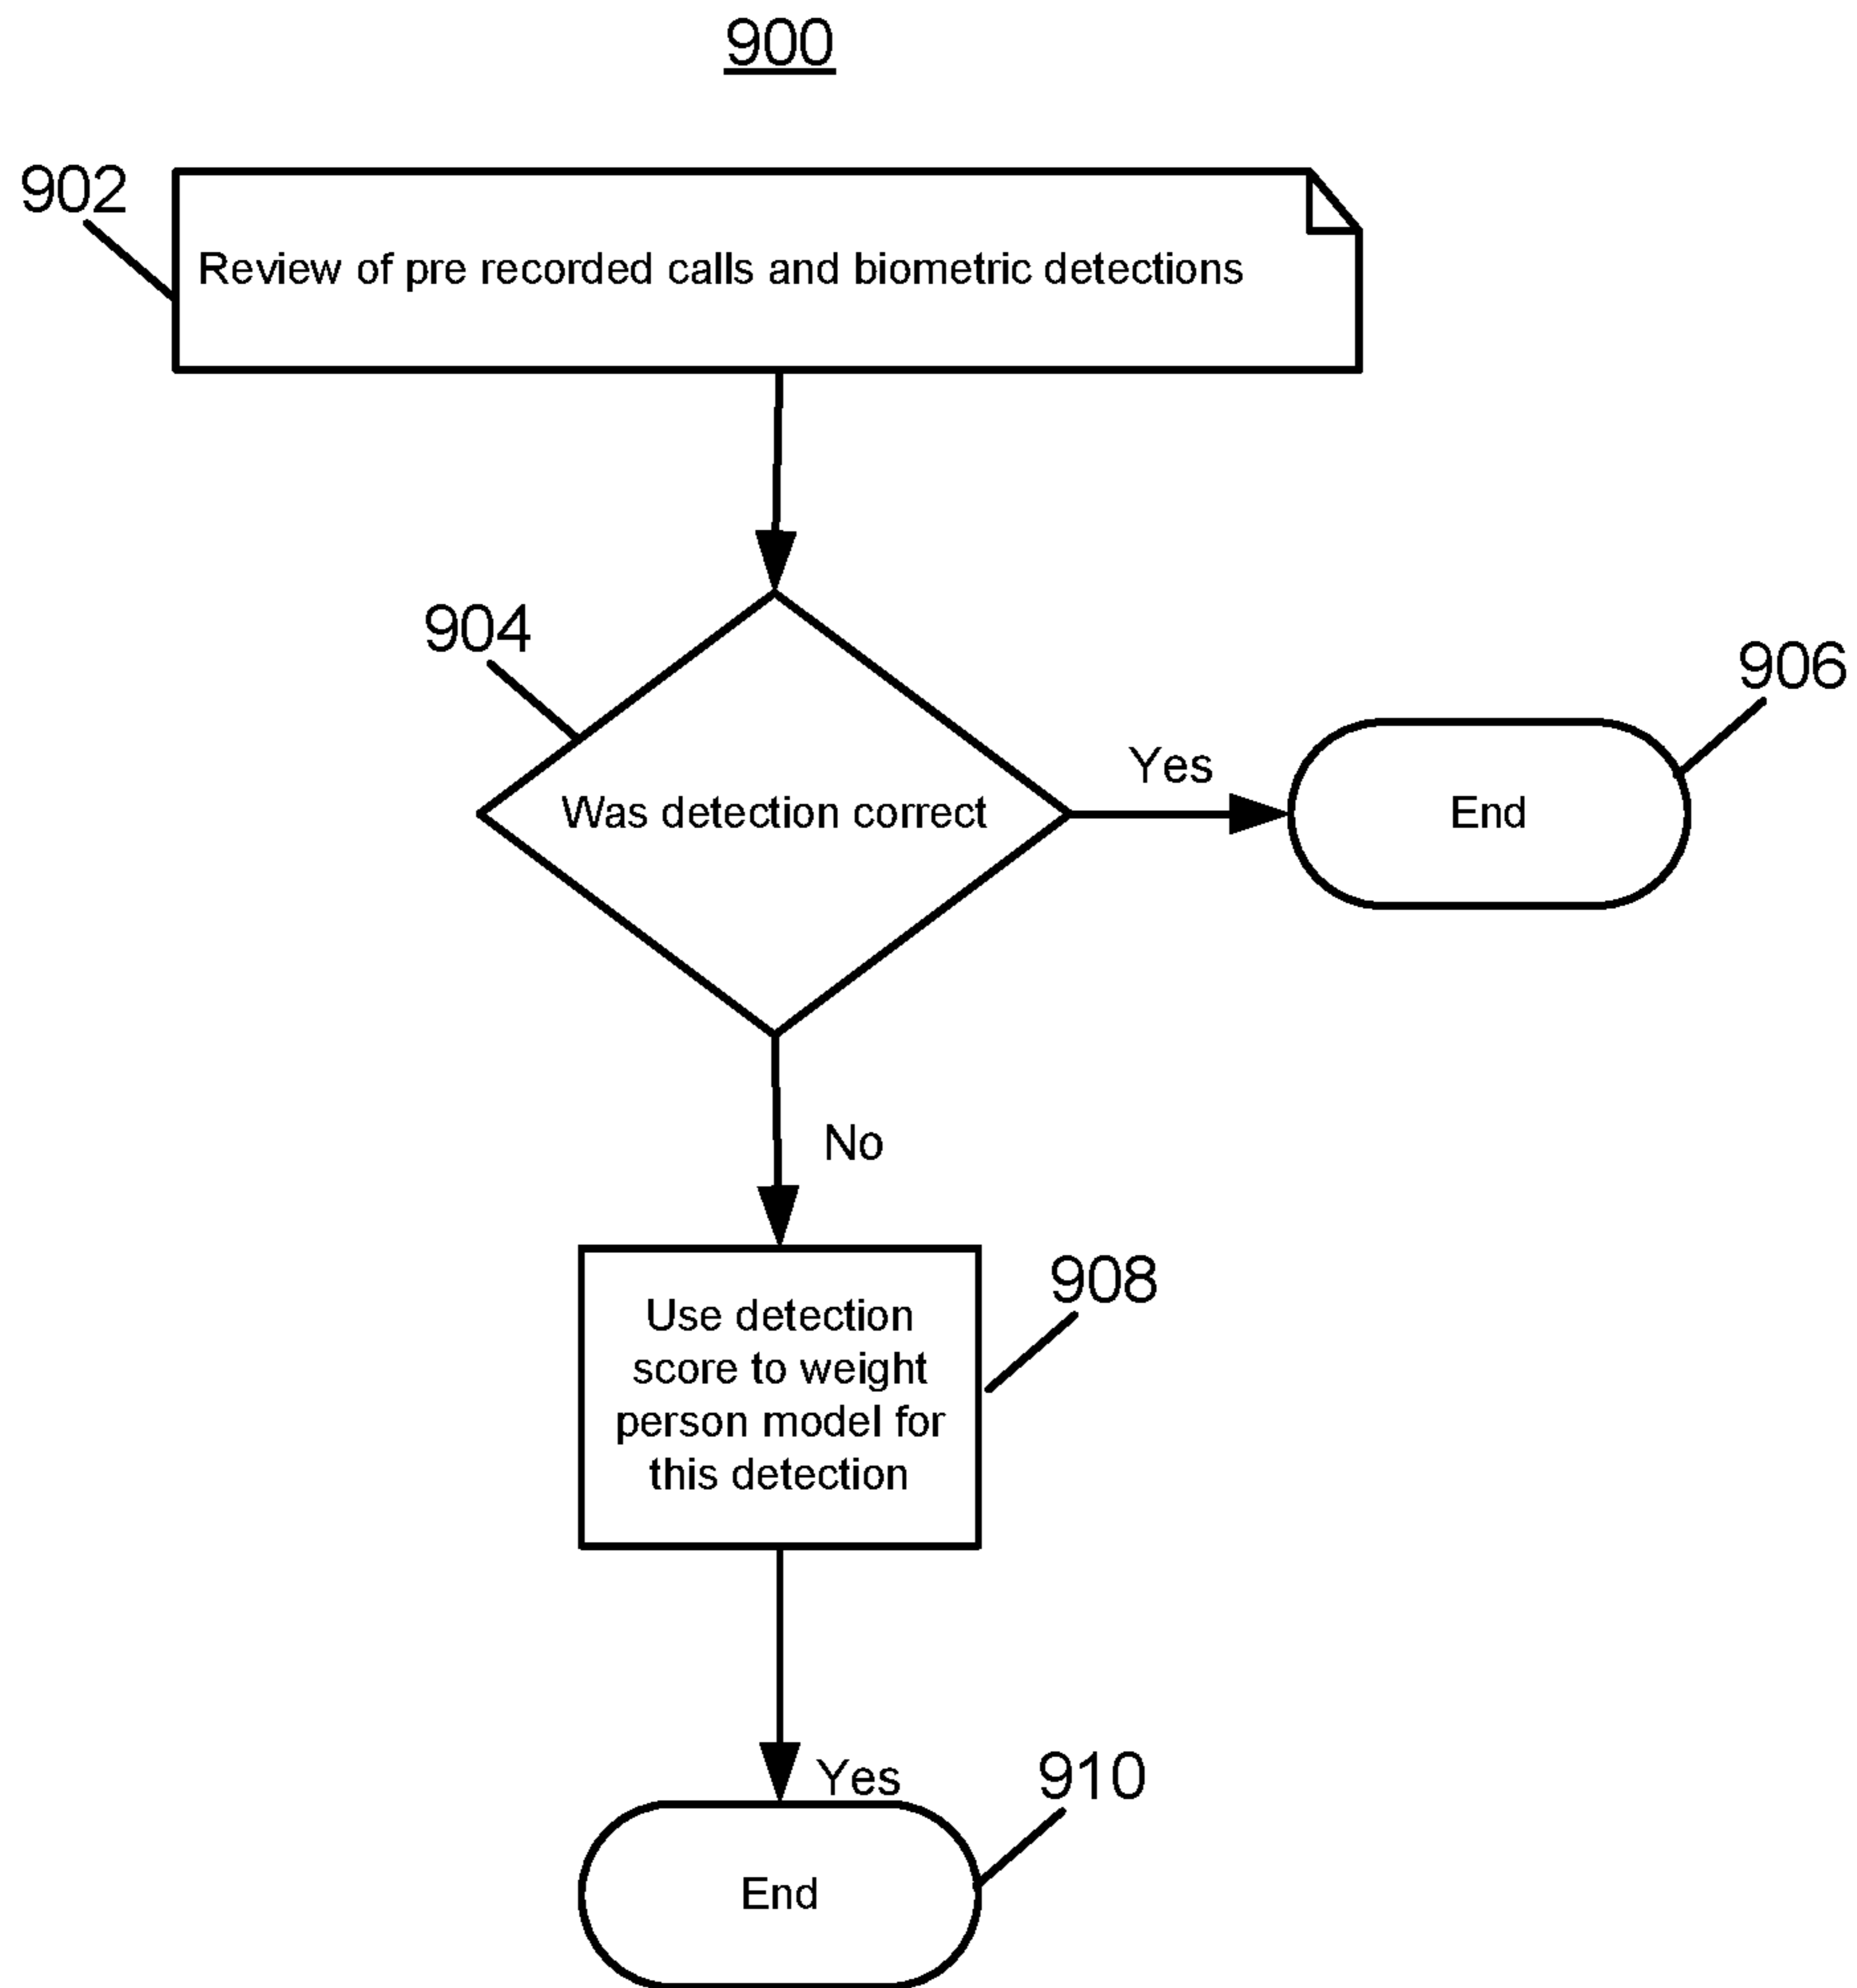 900
902
Review of pre recorded calls and biometric detections
904
Was detection correct
Yes
906
End
No
908
Use detection
score to weight
person model for
this detection
Yes
910
End